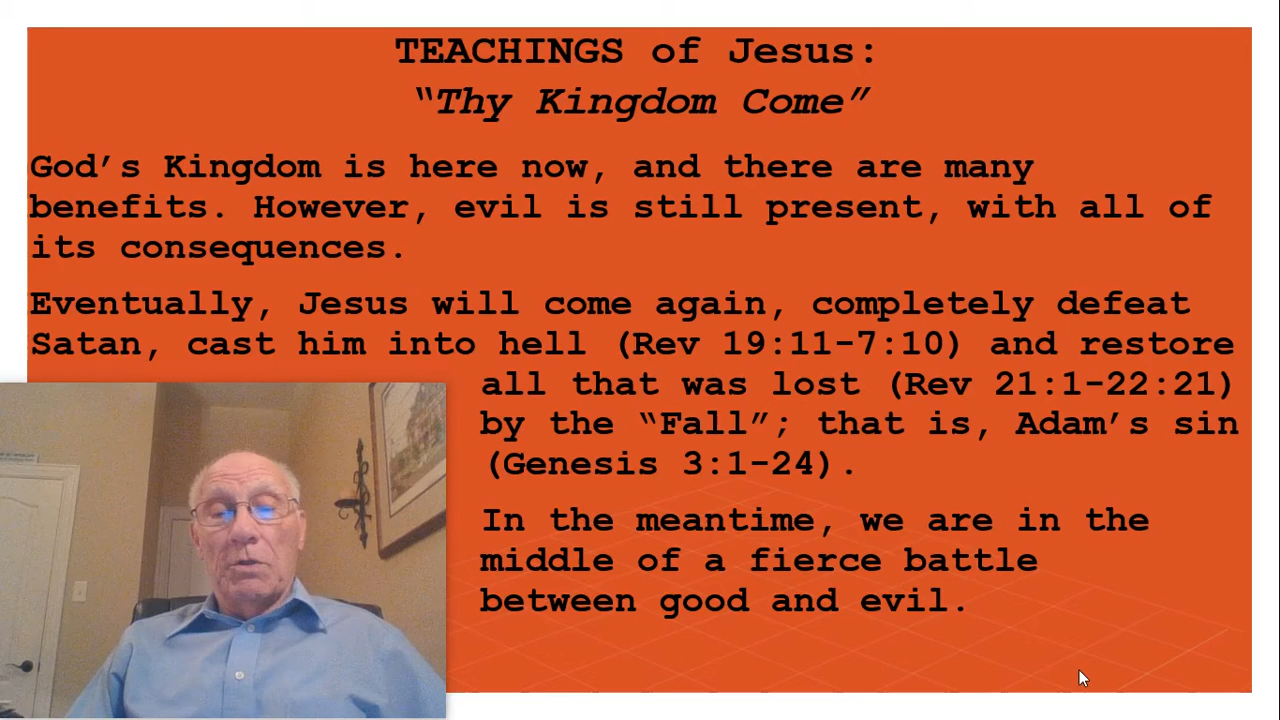 TEACHINGS of Jesus:
“Thy Kingdom Come”
God’s Kingdom is here now, and there are many
benefits. However, evil is still present, with all of
its consequences.
Eventually, Jesus will come again, completely defeat
Satan, cast him into hell (Rev 19:11-7:10) and restore
all that was lost (Rev 21:1-22:21)
by the “Fall”; that is, Adam’s sin
(Genesis 3:1-24).
In the meantime, we are in the
middle of a fierce battle
between good and evil.